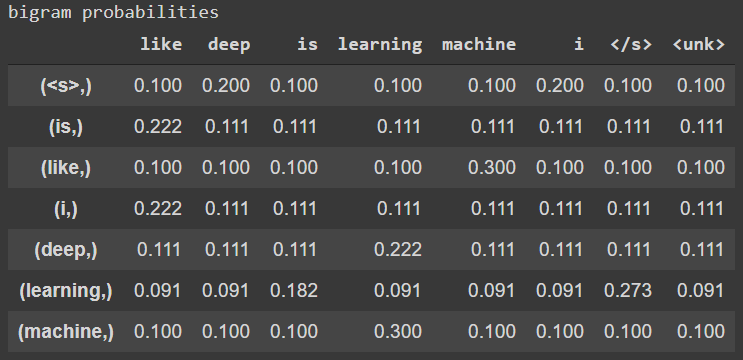 bigram probabilities
like deep is learning machine i </s> <unk>
(<s>,) 0.100 0.200 0.100 0.100 0.100 0.200 0.100 0.100
(is,) 0.222 0.111 0.111 0.111 0.111 0.111 0.111 0.111
(like,) 0.100 0.100 0.100 0.100 0.300 0.100 0.100 0.100
(i,) 0.222 0.111 0.111 0.111 0.111 0.111 0.111 0.111
(deep,) 0.111 0.111 0.111 0.222 0.111 0.111 0.111 0.111
(learning,) 0.091 0.091 0.182 0.091 0.091 0.091 0.273 0.091
(machine,) 0.100 0.100 0.100 0.300 0.100 0.100 0.100 0.100